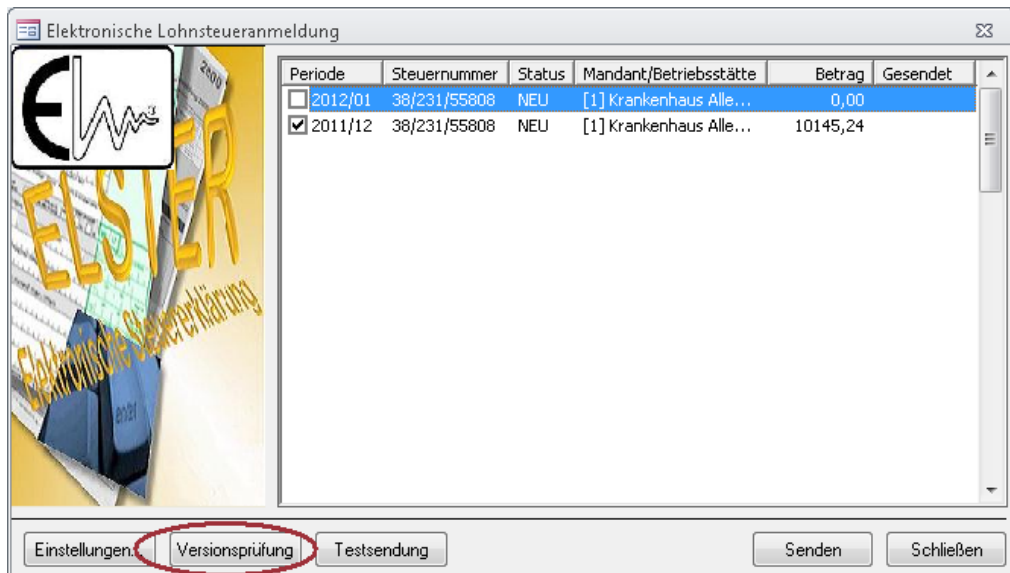 Elektronische Lohnsteueranmeldung
2800
ELSTER
Elektronische Steuererklärung
enter
Periode Steuernummer Status Mandant/Betriebsstätte Betrag Gesendet
2012/01 38/231/55808 NEU [1] Krankenhaus Alle... 0,00
2011/12 38/231/55808 NEU [1] Krankenhaus Alle... 10145,24
Einstellungen... Versionsprüfung Testsendung Senden Schließen